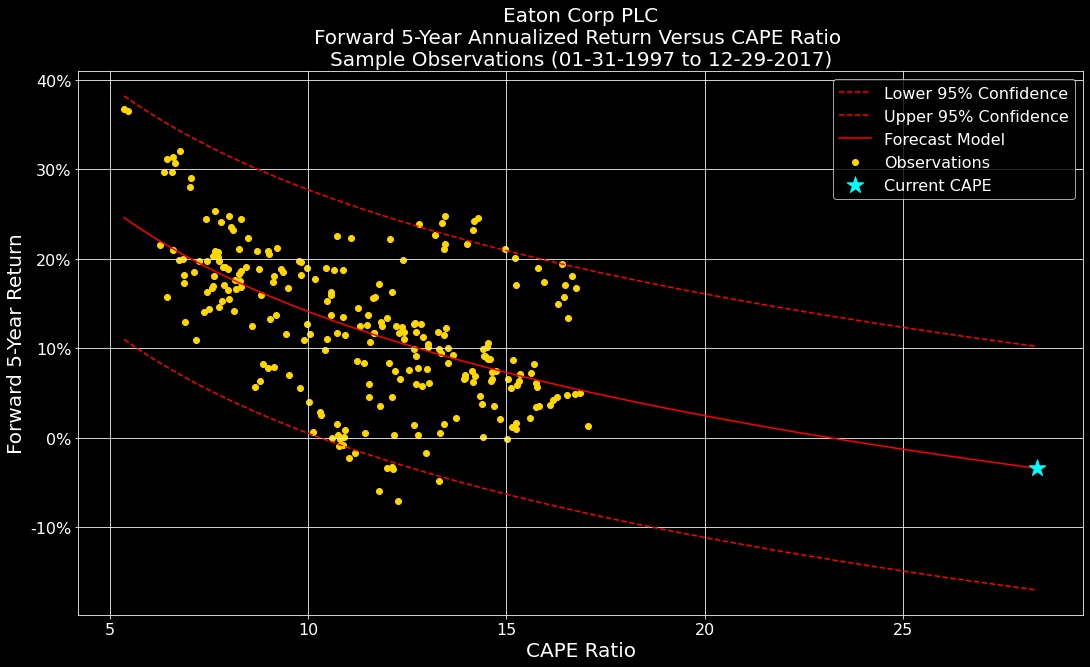 Eaton Corp PLC
Forward 5-Year Annualized Return Versus CAPE Ratio
Sample Observations (01-31-1997 to 12-29-2017)
Lower 95% Confidence
Upper 95% Confidence
Forecast Model
Observations
Current CAPE
Forward 5-Year Return
40%
30%
20%
10%
0%
-10%
5
10
15
20
25
CAPE Ratio